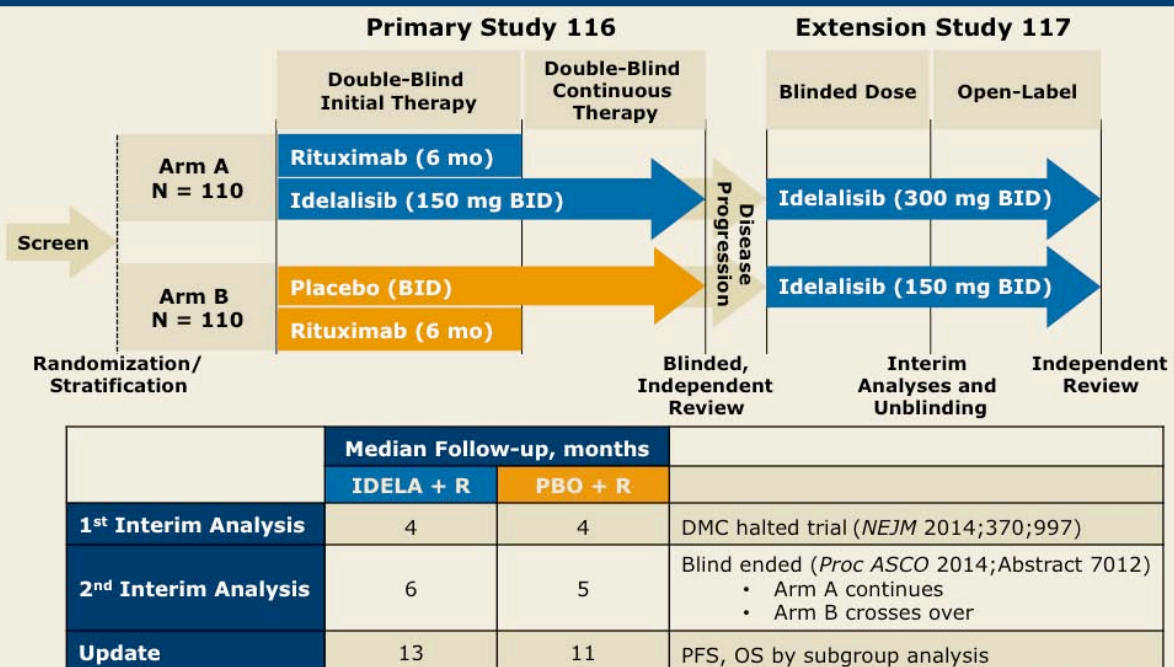 Primary Study 116
Extension Study 117
Double-Blind
Initial Therapy
Double-Blind
Continuous
Therapy
Blinded Dose
Open-Label
Screen
Arm A
N = 110
Rituximab (6 mo)
Idelalisib (150 mg BID)
Arm B
N = 110
Placebo (BID)
Rituximab (6 mo)
Disease
Progression
Idelalisib (300 mg BID)
Idelalisib (150 mg BID)
Randomization/
Stratification
Blinded,
Independent
Review
Interim
Analyses and
Unblinding
Independent
Review
Median Follow-up, months
IDELA + R
PBO + R
1st Interim Analysis
4
4
DMC halted trial (NEJM 2014;370;997)
2nd Interim Analysis
6
5
Blind ended (Proc ASCO 2014;Abstract 7012)
• Arm A continues
• Arm B crosses over
Update
13
11
PFS, OS by subgroup analysis